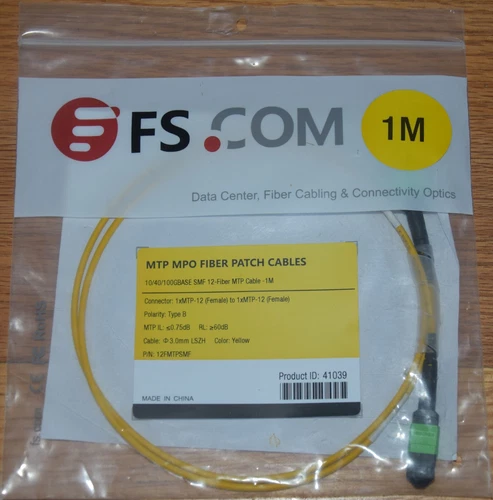 FS.COM
1M
Data Center, Fiber Cabling & Connectivity Optics
MTP MPO FIBER PATCH CABLES
10/40/100GBASE SMF 12-Fiber MTP Cable -1M
Connector: 1xMTP-12 (Female) to 1xMTP-12 (Female)
Polarity: Type B
MTP IL: ≤0.75dB RL: ≥60dB
Cable: Φ3.0mm LSZH Color: Yellow
P/N: 12FMTPSMF
Product ID: 41039
MADE IN CHINA